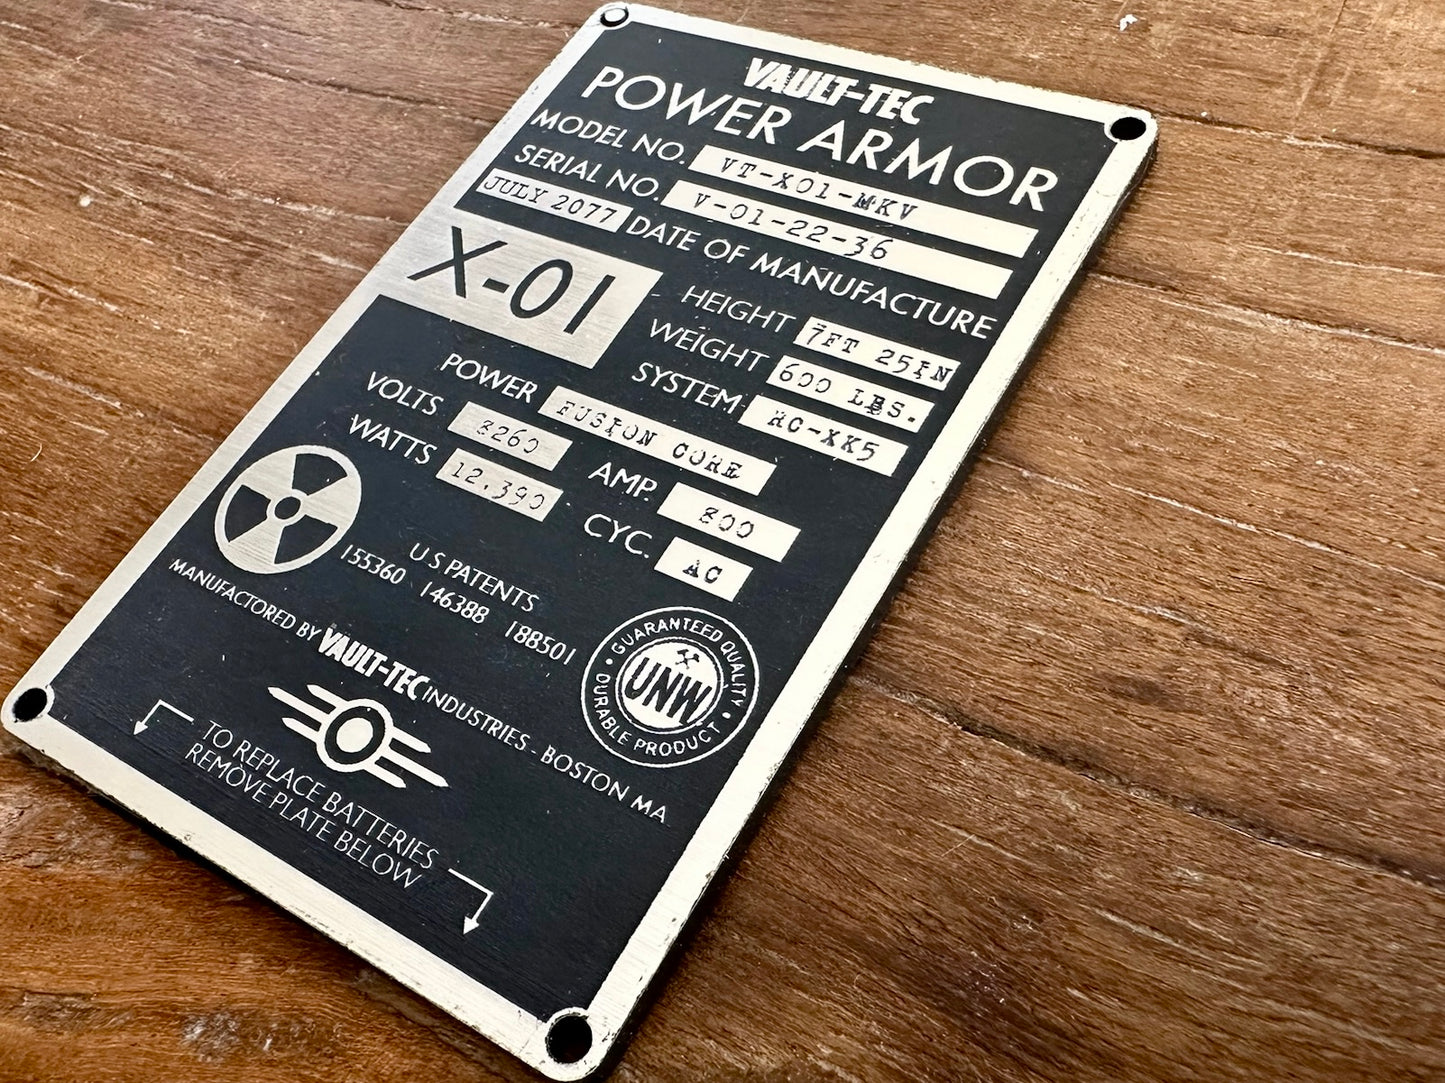 VAULT-TEC
POWER ARMOR
MODEL NO. VT-X01-MKV
SERIAL NO. V-01-22-36
JULY 2077 DATE OF MANUFACTURE
X-01
HEIGHT 7FT 25IN
WEIGHT 600 LBS.
SYSTEM RC-XK5
POWER FUSION CORE
VOLTS 8260 AMP. 800
WATTS 12.390 CYC. AC
U S PATENTS
155360 146388 188501
GUARANTEED QUALITY
UNW
DURABLE PRODUCT
MANUFACTORED BY VAULT-TEC INDUSTRIES - BOSTON MA
TO REPLACE BATTERIES
REMOVE PLATE BELOW